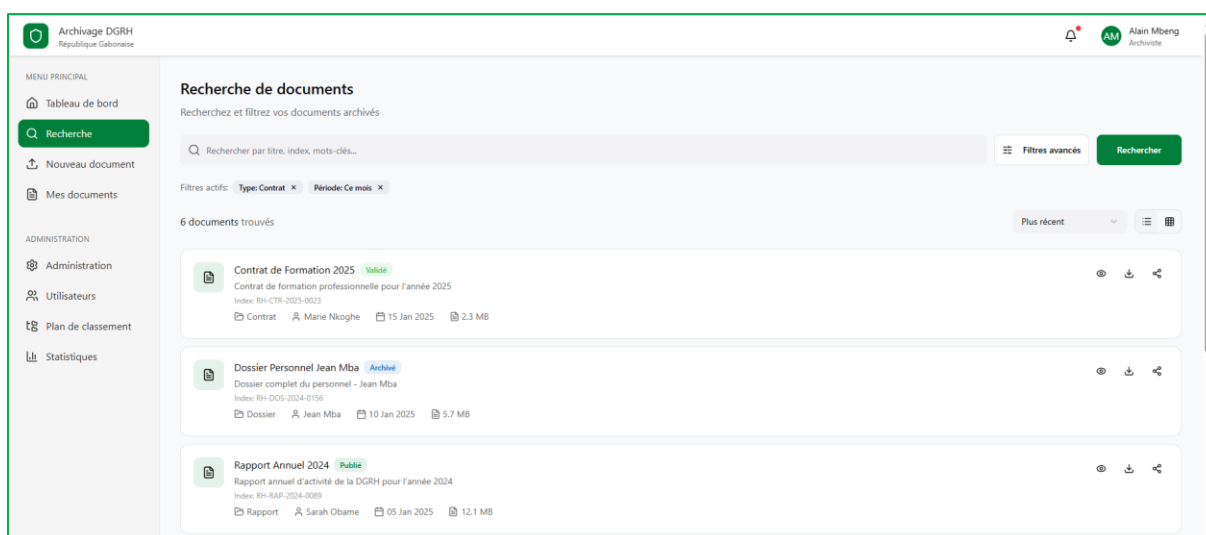 Archivage DGRH
République Gabonaise
AM
Alain Mbeng
Archiviste
MENU PRINCIPAL
Tableau de bord
Recherche
Nouveau document
Mes documents
ADMINISTRATION
Administration
Utilisateurs
Plan de classement
Statistiques
Recherche de documents
Recherchez et filtrez vos documents archivés
Rechercher par titre, index, mots-clés...
Filtres avancés
Rechercher
Filtres actifs: Type: Contrat × Période: Ce mois ×
6 documents trouvés
Plus récent
Contrat de Formation 2025 Validé
Contrat de formation professionnelle pour l'année 2025
Index: RH-CTR-2025-0023
Contrat Marie Nkoghe 15 Jan 2025 2.3 MB
Dossier Personnel Jean Mba Archivé
Dossier complet du personnel - Jean Mba
Index: RH-DOS-2024-0156
Dossier Jean Mba 10 Jan 2025 5.7 MB
Rapport Annuel 2024 Publié
Rapport annuel d'activité de la DGRH pour l'année 2024
Index: RH-RAP-2024-0089
Rapport Sarah Obame 05 Jan 2025 12.1 MB